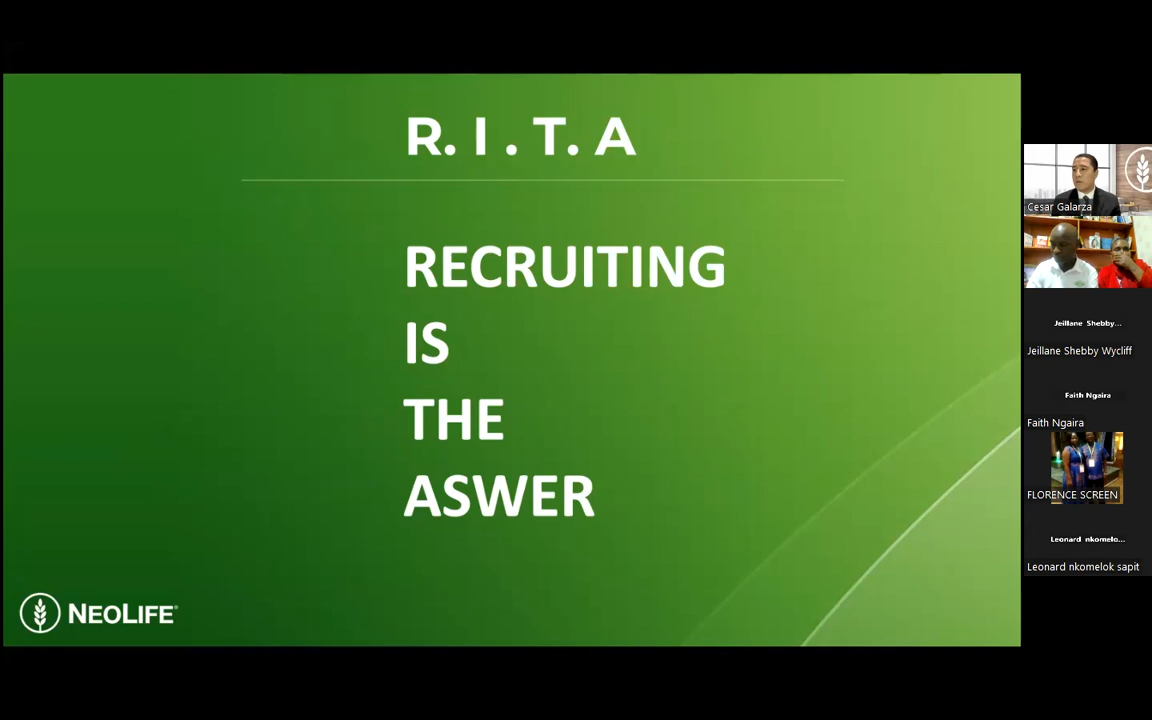 R. I . T. A
RECRUITING
IS
THE
ASWER
NEOLIFE
Cesar Galarza
Jeillane Shebby...
Jeillane Shebby Wycliff
Faith Ngaira
Faith Ngaira
FLORENCE SCREEN
Leonard nkomelo...
Leonard nkomelok sapit